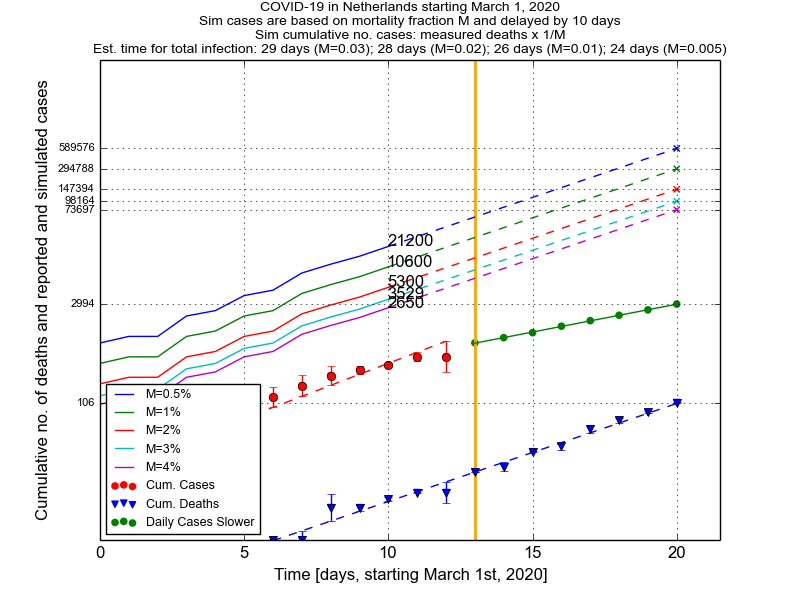 COVID-19 in Netherlands starting March 1, 2020
Sim cases are based on mortality fraction M and delayed by 10 days
Sim cumulative no. cases: measured deaths x 1/M
Est. time for total infection: 29 days (M=0.03); 28 days (M=0.02); 26 days (M=0.01); 24 days (M=0.005)
Cumulative no. of deaths and reported and simulated cases
589576
294788
147394
98164
73697
2994
106
21200
10600
5300
3529
2650
M=0.5%
M=1%
M=2%
M=3%
M=4%
Cum. Cases
Cum. Deaths
Daily Cases Slower
0 5 10 15 20
Time [days, starting March 1st, 2020]